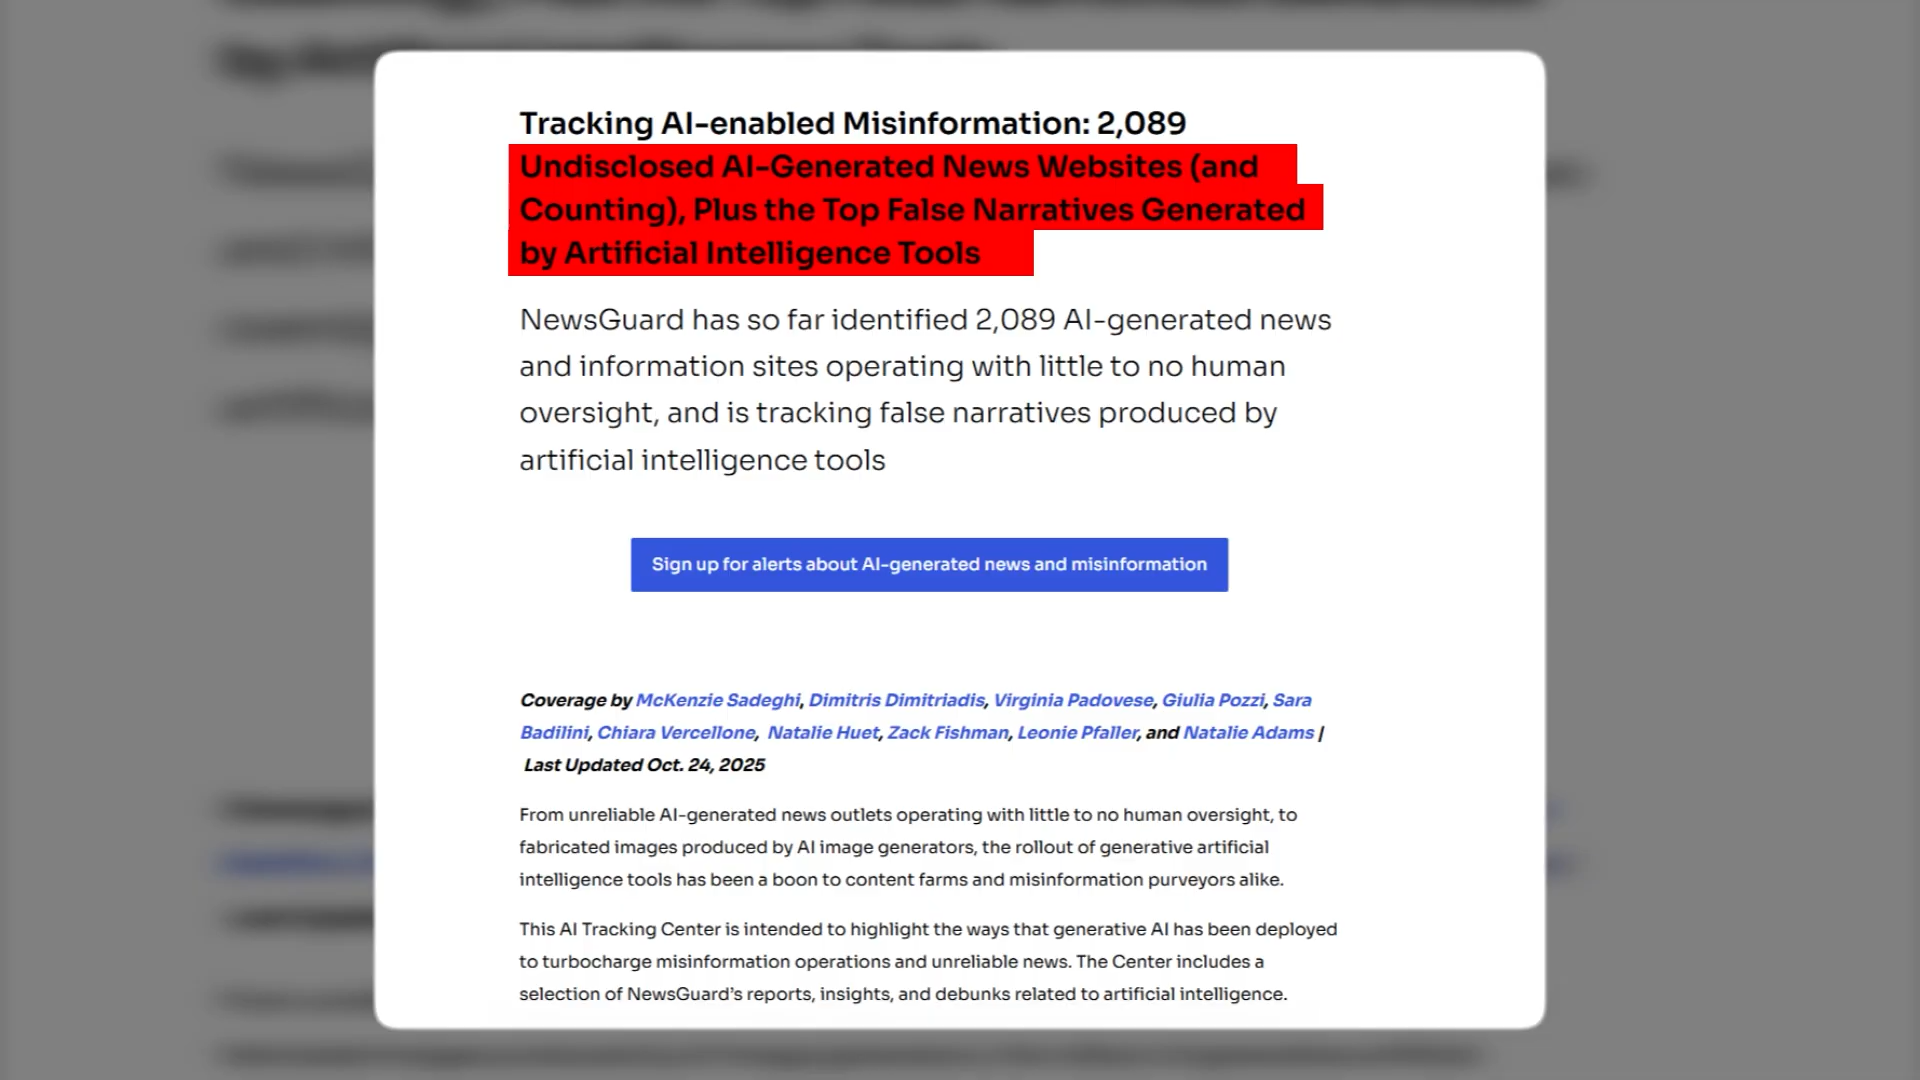 Tracking AI-enabled Misinformation: 2,089
Undisclosed AI-Generated News Websites (and
Counting), Plus the Top False Narratives Generated
by Artificial Intelligence Tools
NewsGuard has so far identified 2,089 AI-generated news
and information sites operating with little to no human
oversight, and is tracking false narratives produced by
artificial intelligence tools
Sign up for alerts about AI-generated news and misinformation
Coverage by McKenzie Sadeghi, Dimitris Dimitriadis, Virginia Padovese, Giulia Pozzi, Sara
Badilini, Chiara Vercellone, Natalie Huet, Zack Fishman, Leonie Pfaller, and Natalie Adams |
Last Updated Oct. 24, 2025
From unreliable AI-generated news outlets operating with little to no human oversight, to
fabricated images produced by AI image generators, the rollout of generative artificial
intelligence tools has been a boon to content farms and misinformation purveyors alike.
This AI Tracking Center is intended to highlight the ways that generative AI has been deployed
to turbocharge misinformation operations and unreliable news. The Center includes a
selection of NewsGuard’s reports, insights, and debunks related to artificial intelligence.